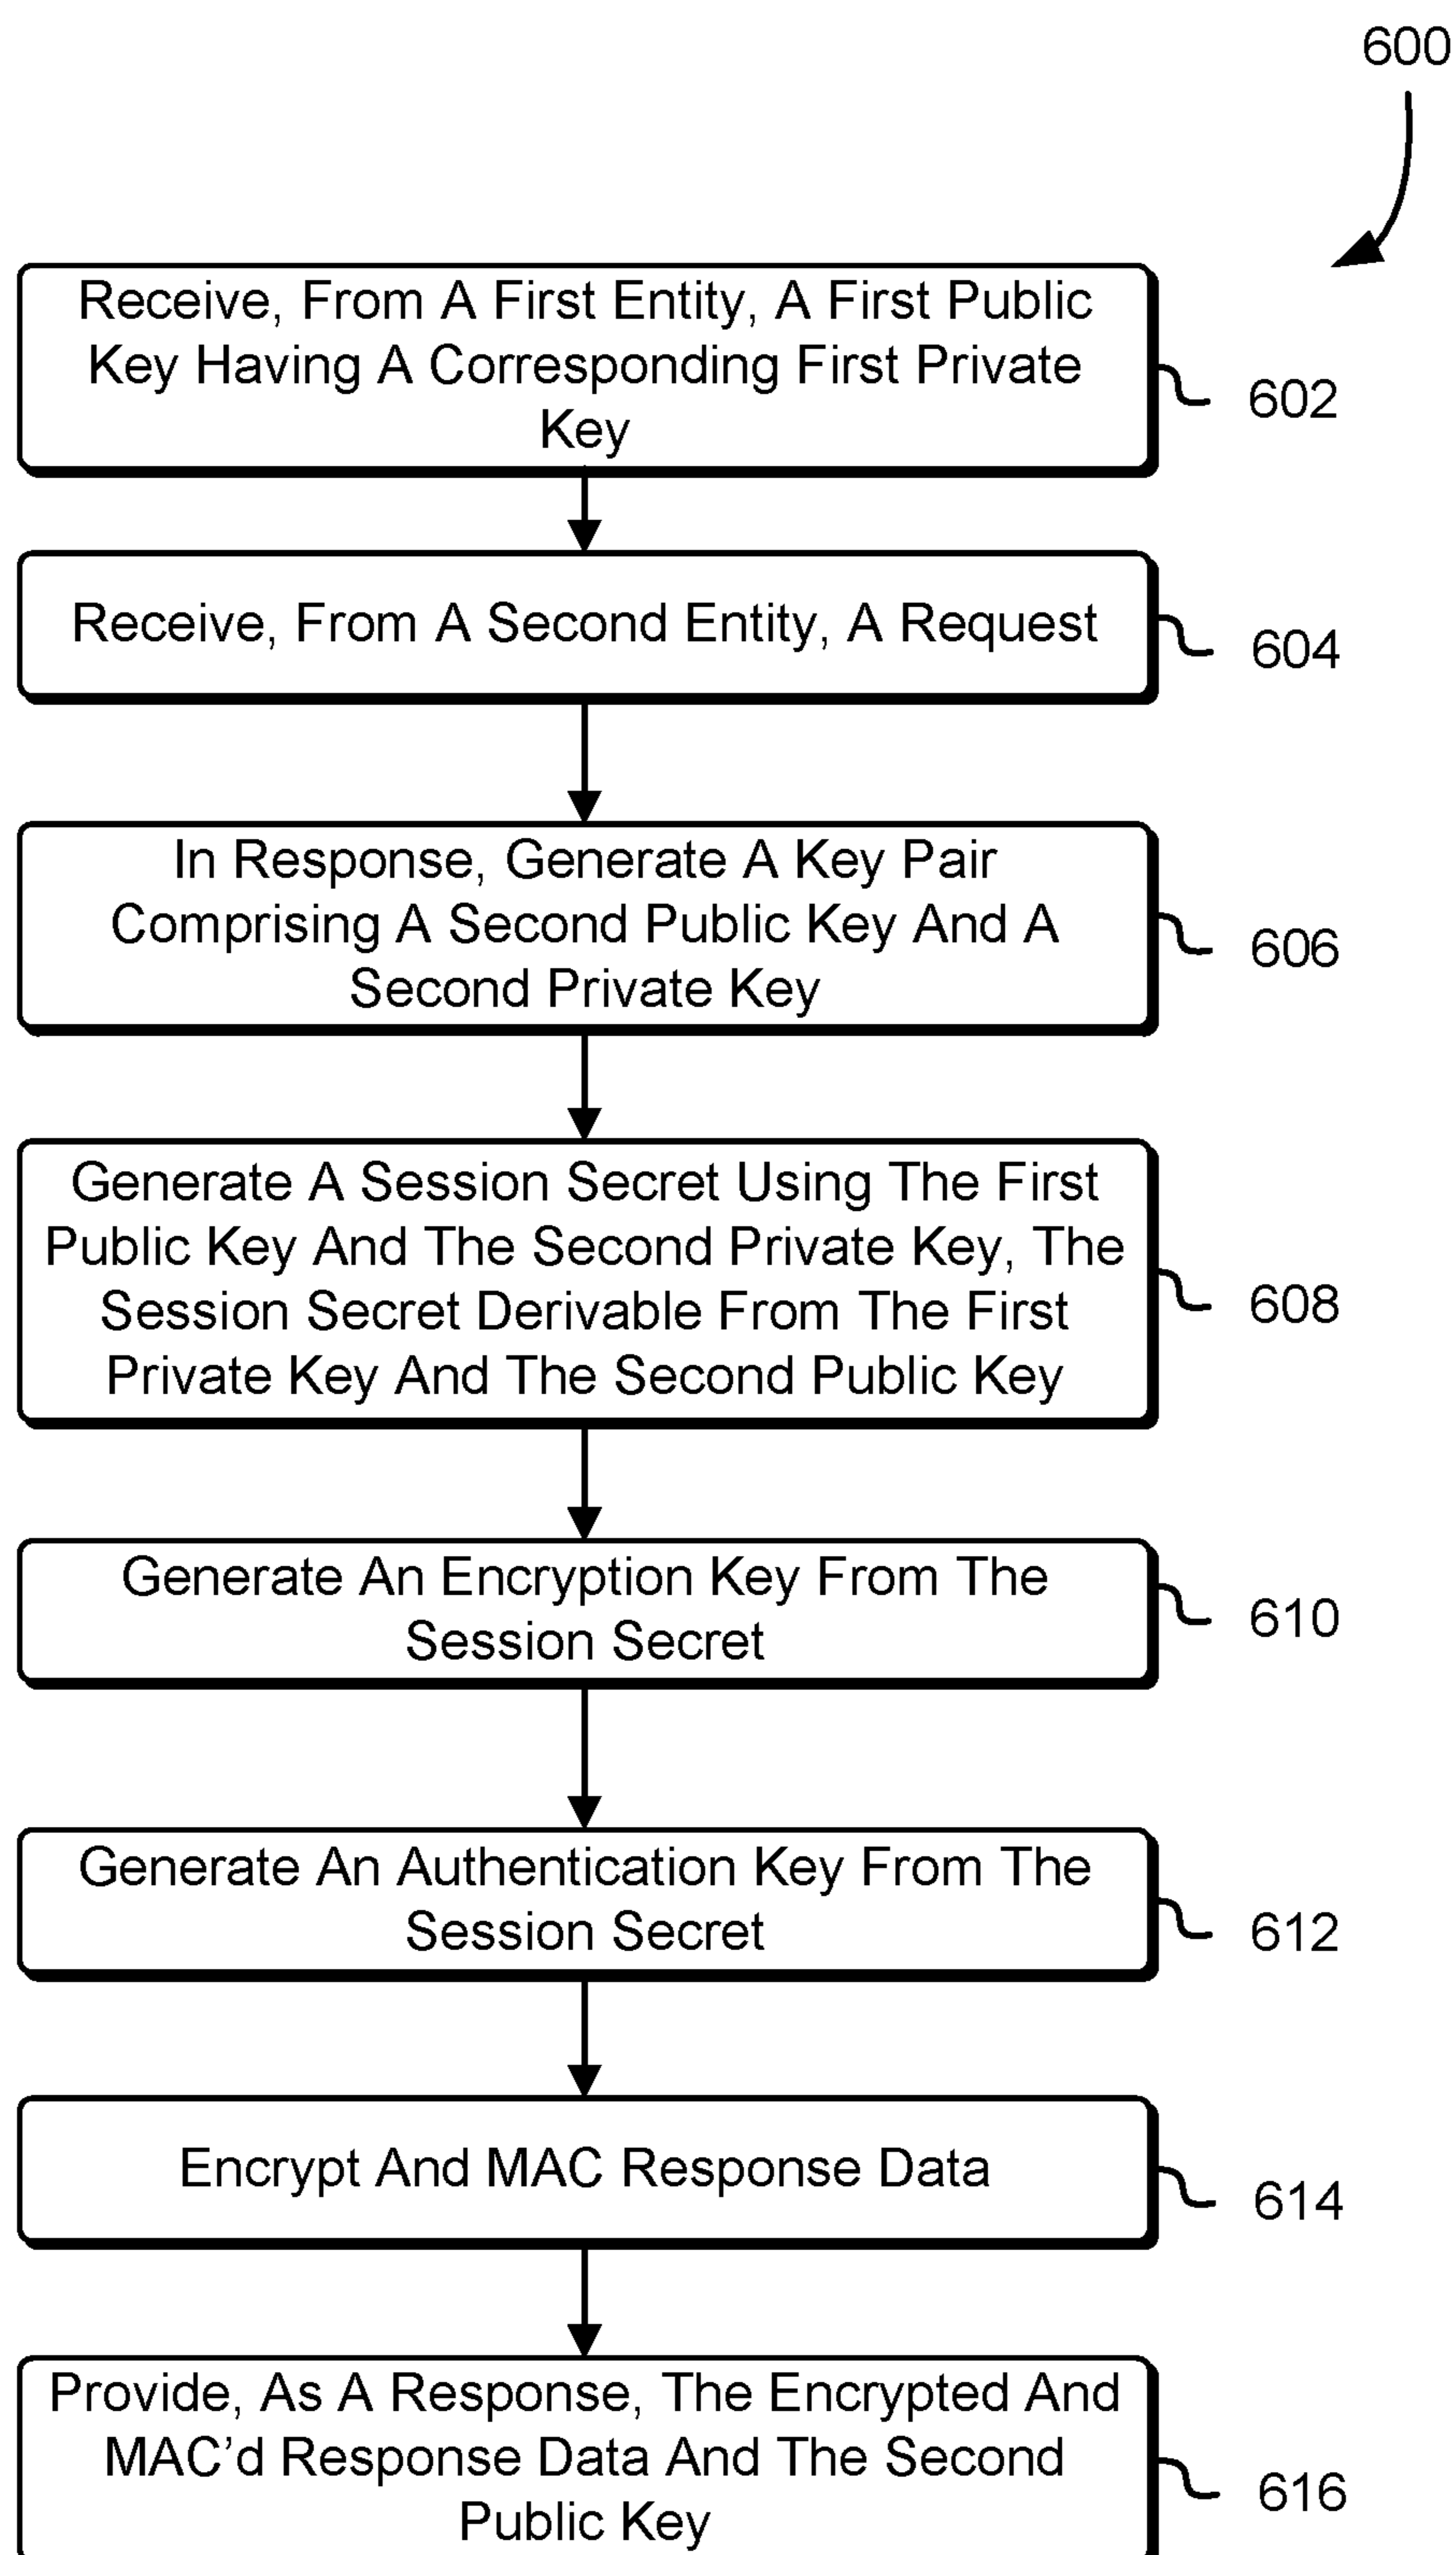 600
Receive, From A First Entity, A First Public
Key Having A Corresponding First Private
Key
602
Receive, From A Second Entity, A Request
604
In Response, Generate A Key Pair
Comprising A Second Public Key And A
Second Private Key
606
Generate A Session Secret Using The First
Public Key And The Second Private Key, The
Session Secret Derivable From The First
Private Key And The Second Public Key
608
Generate An Encryption Key From The
Session Secret
610
Generate An Authentication Key From The
Session Secret
612
Encrypt And MAC Response Data
614
Provide, As A Response, The Encrypted And
MAC’d Response Data And The Second
Public Key
616